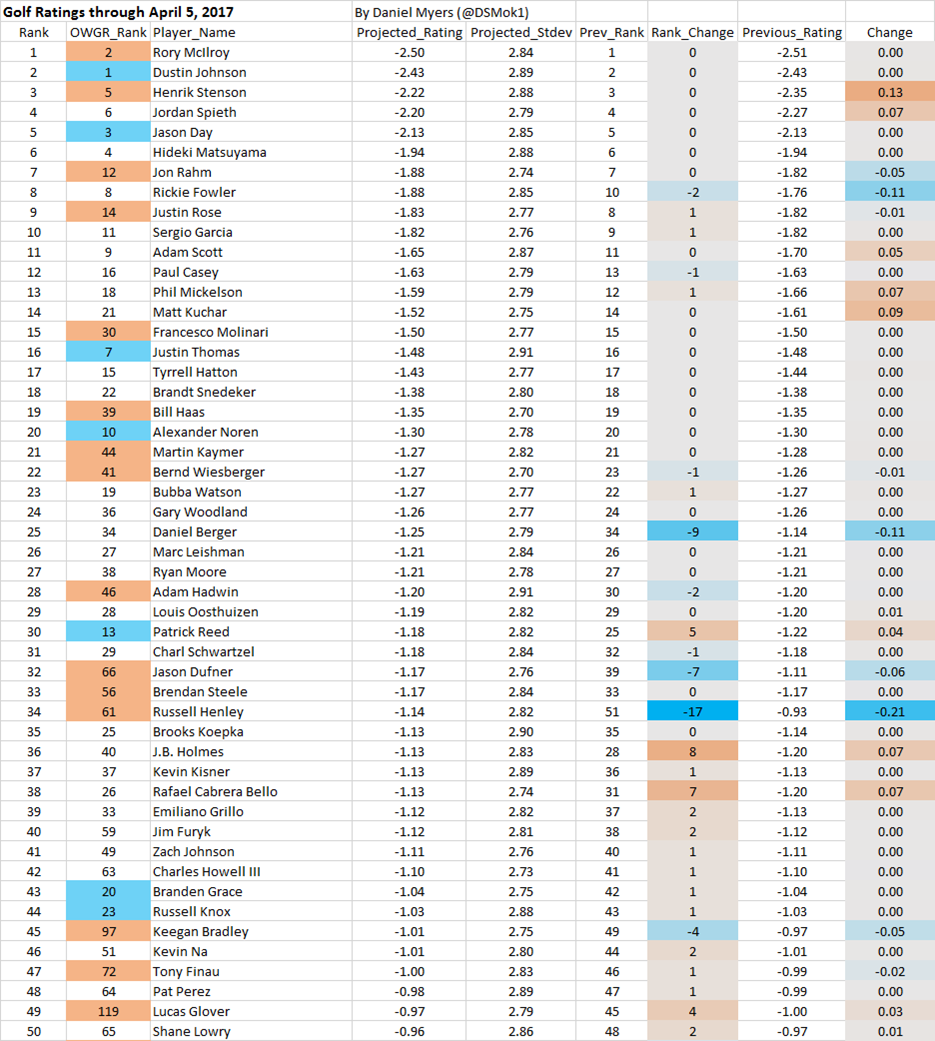 Golf Ratings through April 5, 2017 By Daniel Myers (@DSMok1)
Rank OWGR_Rank Player_Name Projected_Rating Projected_Stdev Prev_Rank Rank_Change Previous_Rating Change
1 2 Rory McIlroy -2.50 2.84 1 0 -2.51 0.00
2 1 Dustin Johnson -2.43 2.89 2 0 -2.43 0.00
3 5 Henrik Stenson -2.22 2.88 3 0 -2.35 0.13
4 6 Jordan Spieth -2.20 2.79 4 0 -2.27 0.07
5 3 Jason Day -2.13 2.85 5 0 -2.13 0.00
6 4 Hideki Matsuyama -1.94 2.88 6 0 -1.94 0.00
7 12 Jon Rahm -1.88 2.74 7 0 -1.82 -0.05
8 8 Rickie Fowler -1.88 2.85 10 -2 -1.76 -0.11
9 14 Justin Rose -1.83 2.77 8 1 -1.82 -0.01
10 11 Sergio Garcia -1.82 2.76 9 1 -1.82 0.00
11 9 Adam Scott -1.65 2.87 11 0 -1.70 0.05
12 16 Paul Casey -1.63 2.79 13 -1 -1.63 0.00
13 18 Phil Mickelson -1.59 2.79 12 1 -1.66 0.07
14 21 Matt Kuchar -1.52 2.75 14 0 -1.61 0.09
15 30 Francesco Molinari -1.50 2.77 15 0 -1.50 0.00
16 7 Justin Thomas -1.48 2.91 16 0 -1.48 0.00
17 15 Tyrrell Hatton -1.43 2.77 17 0 -1.44 0.00
18 22 Brandt Snedeker -1.38 2.80 18 0 -1.38 0.00
19 39 Bill Haas -1.35 2.70 19 0 -1.35 0.00
20 10 Alexander Noren -1.30 2.78 20 0 -1.30 0.00
21 44 Martin Kaymer -1.27 2.82 21 0 -1.28 0.00
22 41 Bernd Wiesberger -1.27 2.70 23 -1 -1.26 -0.01
23 19 Bubba Watson -1.27 2.77 22 1 -1.27 0.00
24 36 Gary Woodland -1.26 2.77 24 0 -1.26 0.00
25 34 Daniel Berger -1.25 2.79 34 -9 -1.14 -0.11
26 27 Marc Leishman -1.21 2.84 26 0 -1.21 0.00
27 38 Ryan Moore -1.21 2.78 27 0 -1.21 0.00
28 46 Adam Hadwin -1.20 2.91 30 -2 -1.20 0.00
29 28 Louis Oosthuizen -1.19 2.82 29 0 -1.20 0.01
30 13 Patrick Reed -1.18 2.82 25 5 -1.22 0.04
31 29 Charl Schwartzel -1.18 2.84 32 -1 -1.18 0.00
32 66 Jason Dufner -1.17 2.76 39 -7 -1.11 -0.06
33 56 Brendan Steele -1.17 2.84 33 0 -1.17 0.00
34 61 Russell Henley -1.14 2.82 51 -17 -0.93 -0.21
35 25 Brooks Koepka -1.13 2.90 35 0 -1.14 0.00
36 40 J.B. Holmes -1.13 2.83 28 8 -1.20 0.07
37 37 Kevin Kisner -1.13 2.89 36 1 -1.13 0.00
38 26 Rafael Cabrera Bello -1.13 2.74 31 7 -1.20 0.07
39 33 Emiliano Grillo -1.12 2.82 37 2 -1.13 0.00
40 59 Jim Furyk -1.12 2.81 38 2 -1.12 0.00
41 49 Zach Johnson -1.11 2.76 40 1 -1.11 0.00
42 63 Charles Howell III -1.10 2.73 41 1 -1.10 0.00
43 20 Branden Grace -1.04 2.75 42 1 -1.04 0.00
44 23 Russell Knox -1.03 2.88 43 1 -1.03 0.00
45 97 Keegan Bradley -1.01 2.75 49 -4 -0.97 -0.05
46 51 Kevin Na -1.01 2.80 44 2 -1.01 0.00
47 72 Tony Finau -1.00 2.83 46 1 -0.99 -0.02
48 64 Pat Perez -0.98 2.89 47 1 -0.99 0.00
49 119 Lucas Glover -0.97 2.79 45 4 -1.00 0.03
50 65 Shane Lowry -0.96 2.86 48 2 -0.97 0.01